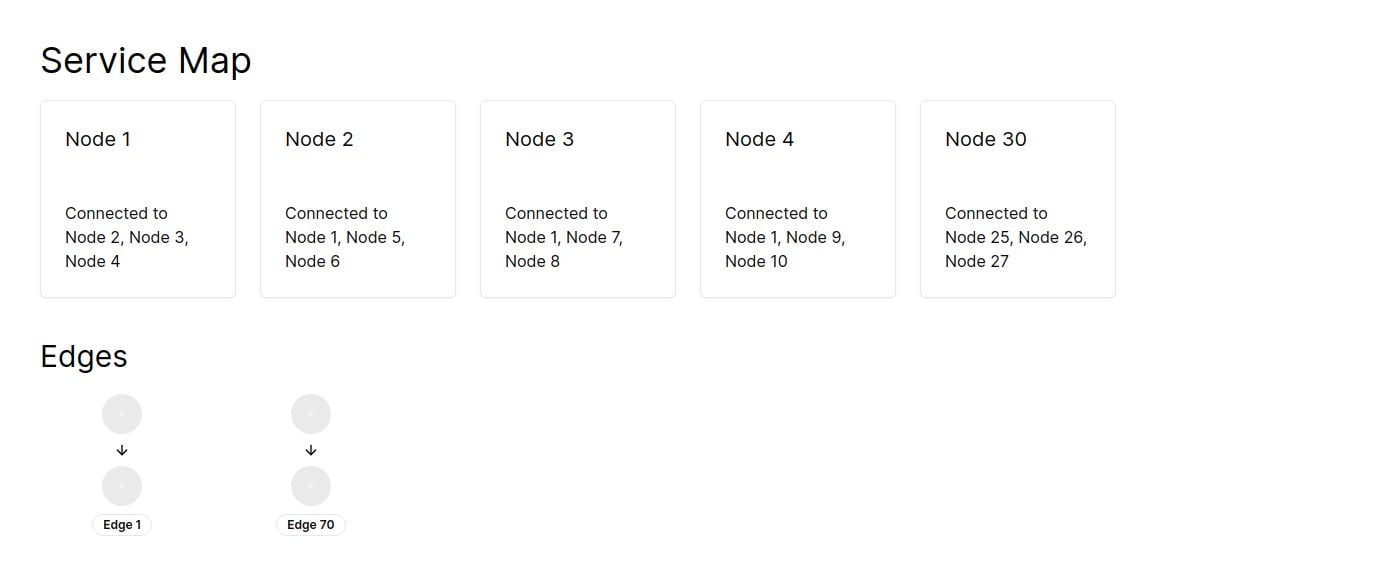 Service Map
Node 1
Connected to
Node 2, Node 3,
Node 4
Node 2
Connected to
Node 1, Node 5,
Node 6
Node 3
Connected to
Node 1, Node 7,
Node 8
Node 4
Connected to
Node 1, Node 9,
Node 10
Node 30
Connected to
Node 25, Node 26,
Node 27
Edges
Edge 1
Edge 70